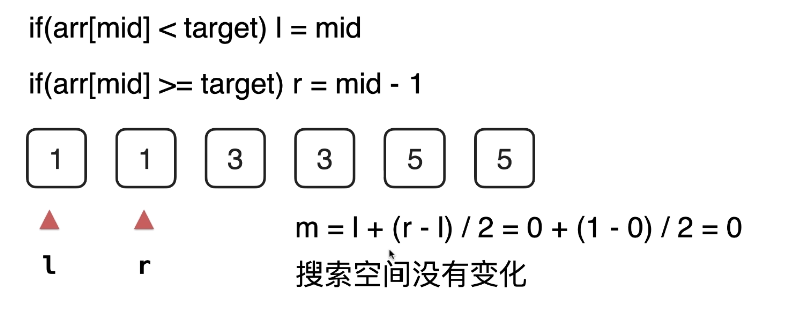 if(arr[mid] < target) l = mid
if(arr[mid] >= target) r = mid - 1
1 1 3 3 5 5
m = l + (r - l) / 2 = 0 + (1 - 0) / 2 = 0
l r
搜索空间没有变化